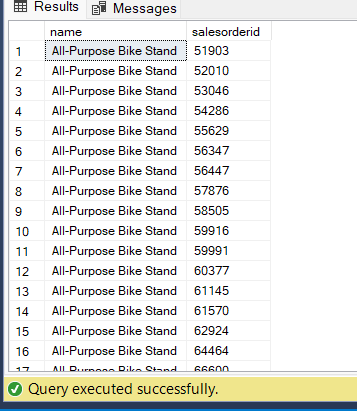 Results Messages
name salesorderid
1 All-Purpose Bike Stand 51903
2 All-Purpose Bike Stand 52010
3 All-Purpose Bike Stand 53046
4 All-Purpose Bike Stand 54286
5 All-Purpose Bike Stand 55629
6 All-Purpose Bike Stand 56347
7 All-Purpose Bike Stand 56447
8 All-Purpose Bike Stand 57876
9 All-Purpose Bike Stand 58505
10 All-Purpose Bike Stand 59916
11 All-Purpose Bike Stand 59991
12 All-Purpose Bike Stand 60377
13 All-Purpose Bike Stand 61145
14 All-Purpose Bike Stand 61570
15 All-Purpose Bike Stand 62924
16 All-Purpose Bike Stand 64464
17 All-Purpose Bike Stand 66600
Query executed successfully.